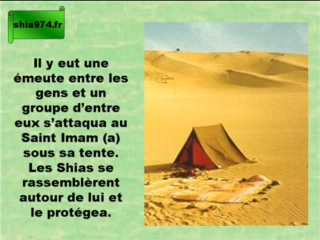 shia974.fr
Il y eut une
émeute entre les
gens et un
groupe d'entre
eux s'attaqua au
Saint Imam (a)
sous sa tente.
Les Shias se
rassemblèrent
autour de lui et
le protégea.